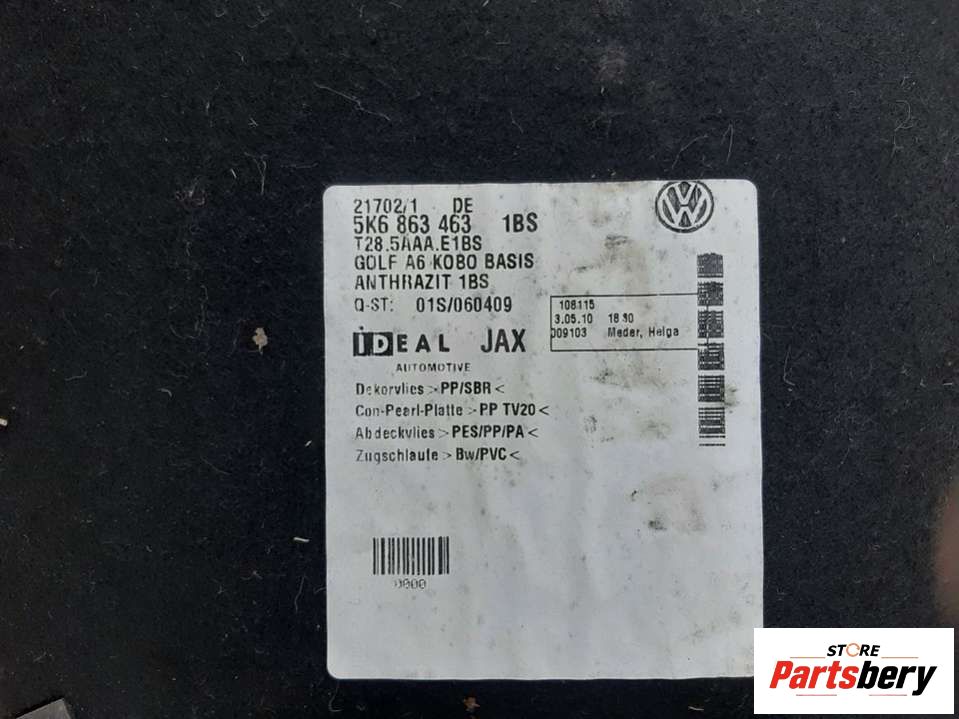 21702/1 DE
5K6 863 463 1BS
T28.5AAA.E1BS
GOLF A6 KOBO BASIS
ANTHRAZIT 1BS
Q-ST: 01S/060409
108115
3.05.10 18 30
009103 Meder, Helga
IDEAL JAX
AUTOMOTIVE
Dekorvlies >PP/SBR<
Con-Pearl-Platte >PP TV20<
Abdeckvlies >PES/PP/PA<
Zugschlaufe >Bw/PVC<
STORE
Partsbery